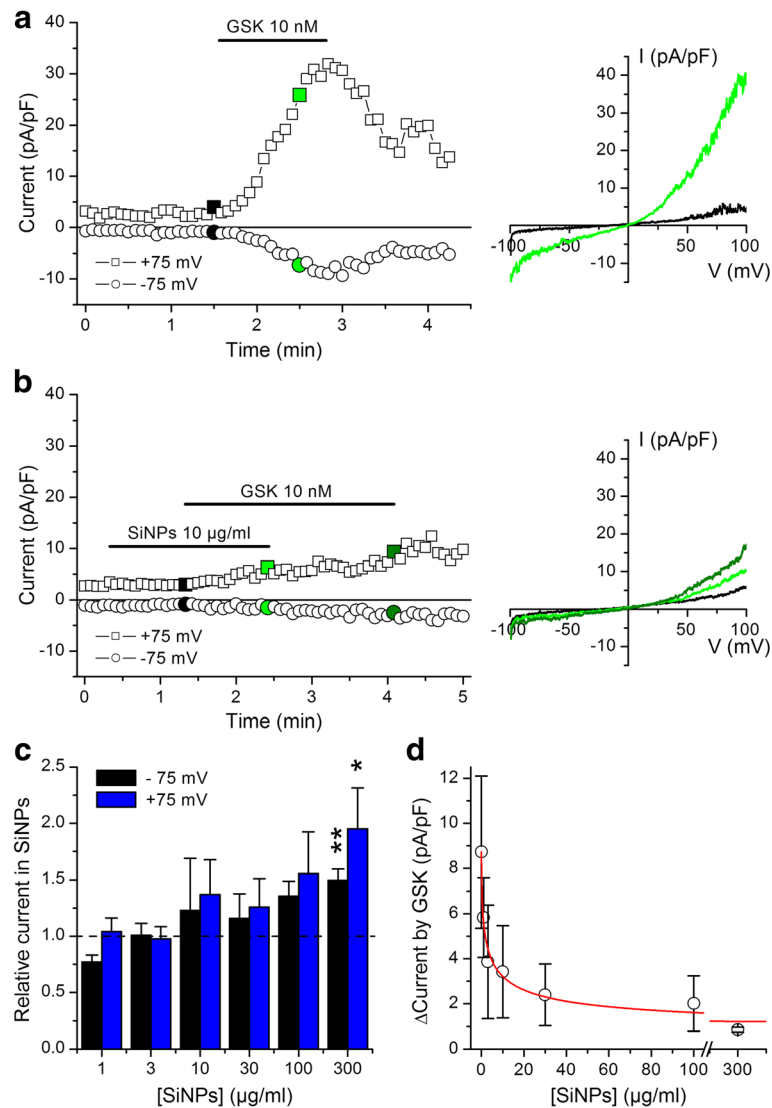 a
GSK 10 nM
40
30
20
10
0
-10
Current (pA/pF)
—□— +75 mV
—○— -75 mV
0 1 2 3 4
Time (min)
I (pA/pF)
40
30
20
10
-10
-100 -50 50 100
V (mV)
b
GSK 10 nM
SiNPs 10 µg/ml
40
30
20
10
0
-10
Current (pA/pF)
—□— +75 mV
—○— -75 mV
0 1 2 3 4 5
Time (min)
I (pA/pF)
40
30
20
10
-10
-100 -50 50 100
V (mV)
c
- 75 mV
+75 mV
*
**
2.5
2.0
1.5
1.0
0.5
0.0
Relative current in SiNPs
1 3 10 30 100 300
[SiNPs] (µg/ml)
d
12
10
8
6
4
2
0
ΔCurrent by GSK (pA/pF)
0 20 40 60 80 100 300
[SiNPs] (µg/ml)